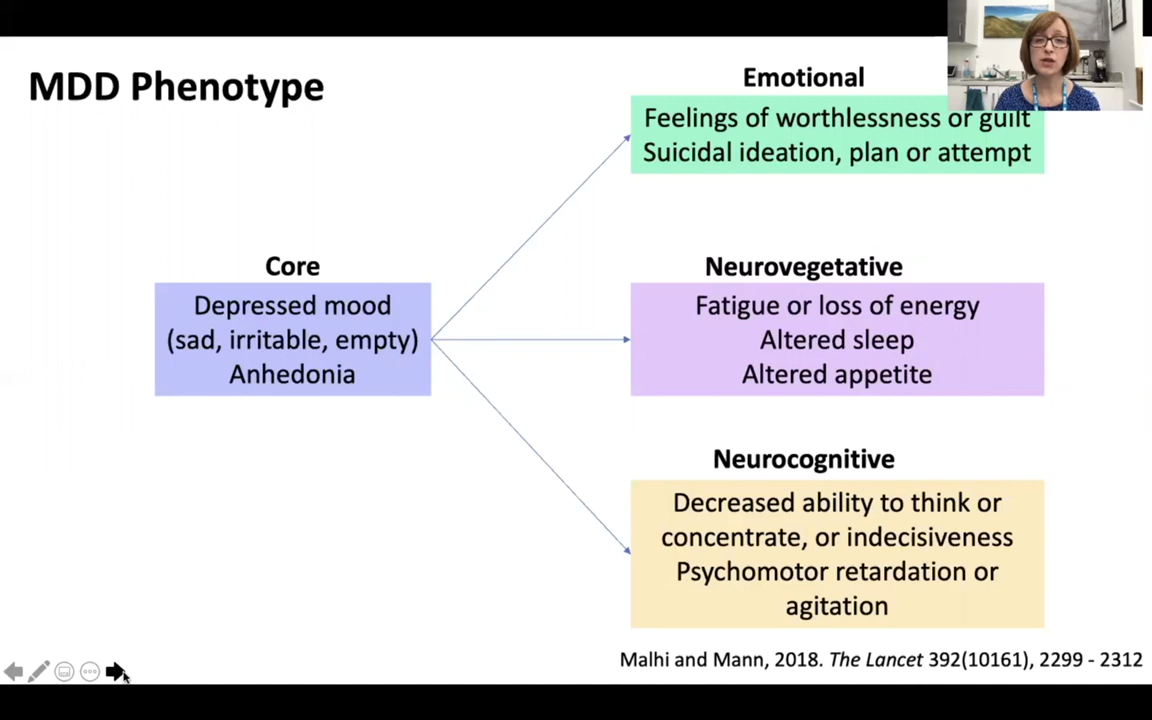 MDD Phenotype
Emotional
Feelings of worthlessness or guilt
Suicidal ideation, plan or attempt
Core
Depressed mood
(sad, irritable, empty)
Anhedonia
Neurovegetative
Fatigue or loss of energy
Altered sleep
Altered appetite
Neurocognitive
Decreased ability to think or
concentrate, or indecisiveness
Psychomotor retardation or
agitation
Malhi and Mann, 2018. The Lancet 392(10161), 2299 - 2312